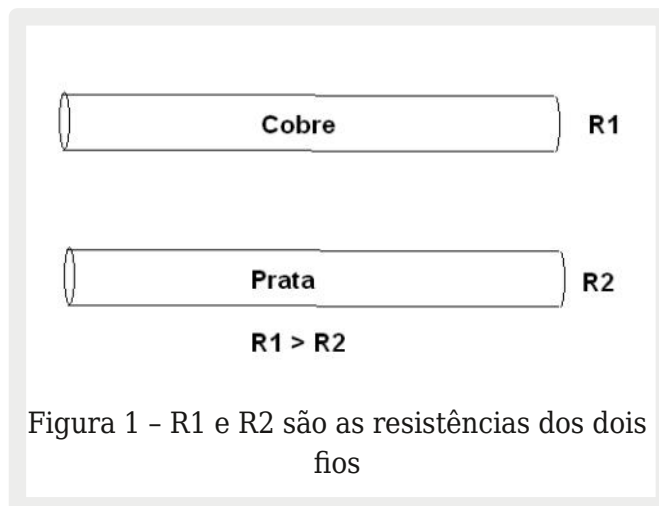 Cobre R1
Prata R2
R1 > R2
Figura 1 – R1 e R2 são as resistências dos dois
fios